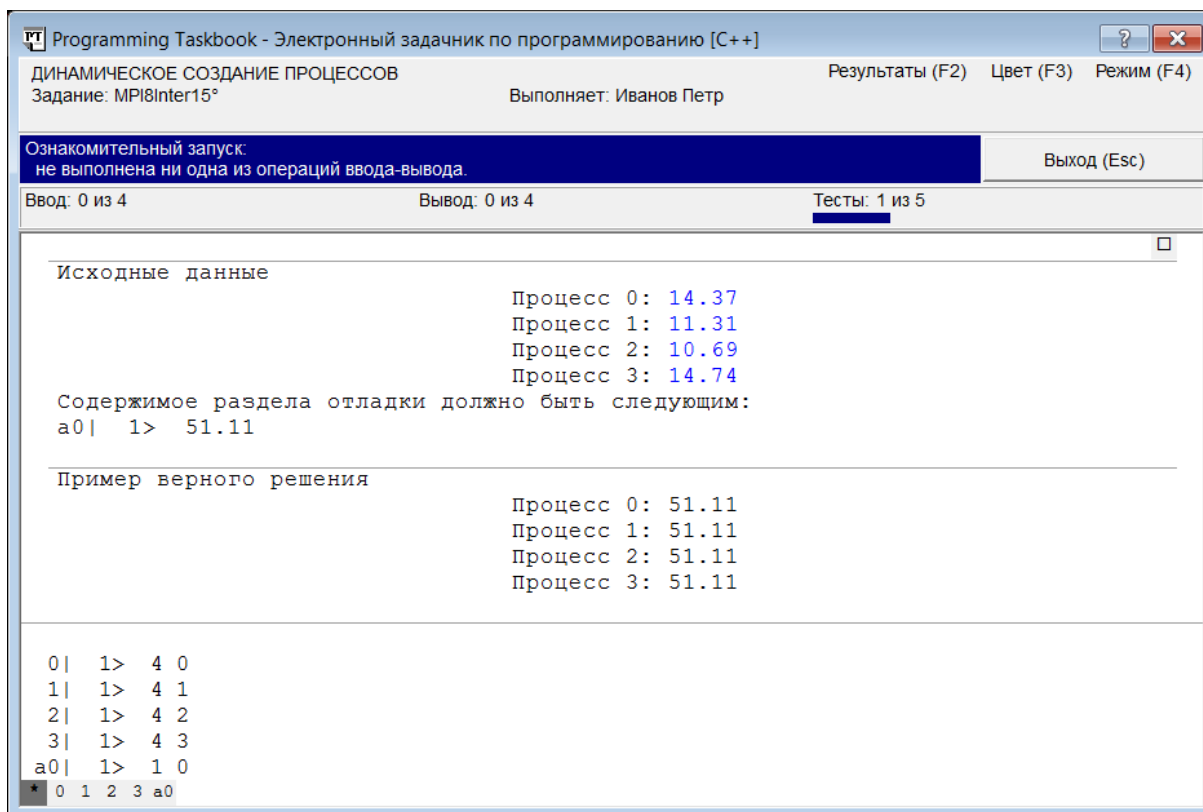 Programming Taskbook - Электронный задачник по программированию [C++]
ДИНАМИЧЕСКОЕ СОЗДАНИЕ ПРОЦЕССОВ Результаты (F2) Цвет (F3) Режим (F4)
Задание: MPI8Inter15° Выполняет: Иванов Петр
Ознакомительный запуск:
не выполнена ни одна из операций ввода-вывода.
Выход (Esc)
Ввод: 0 из 4 Вывод: 0 из 4 Тесты: 1 из 5
Исходные данные
Процесс 0: 14.37
Процесс 1: 11.31
Процесс 2: 10.69
Процесс 3: 14.74
Содержимое раздела отладки должно быть следующим:
a0| 1> 51.11
Пример верного решения
Процесс 0: 51.11
Процесс 1: 51.11
Процесс 2: 51.11
Процесс 3: 51.11
0| 1> 4 0
1| 1> 4 1
2| 1> 4 2
3| 1> 4 3
a0| 1> 1 0
* 0 1 2 3 a0